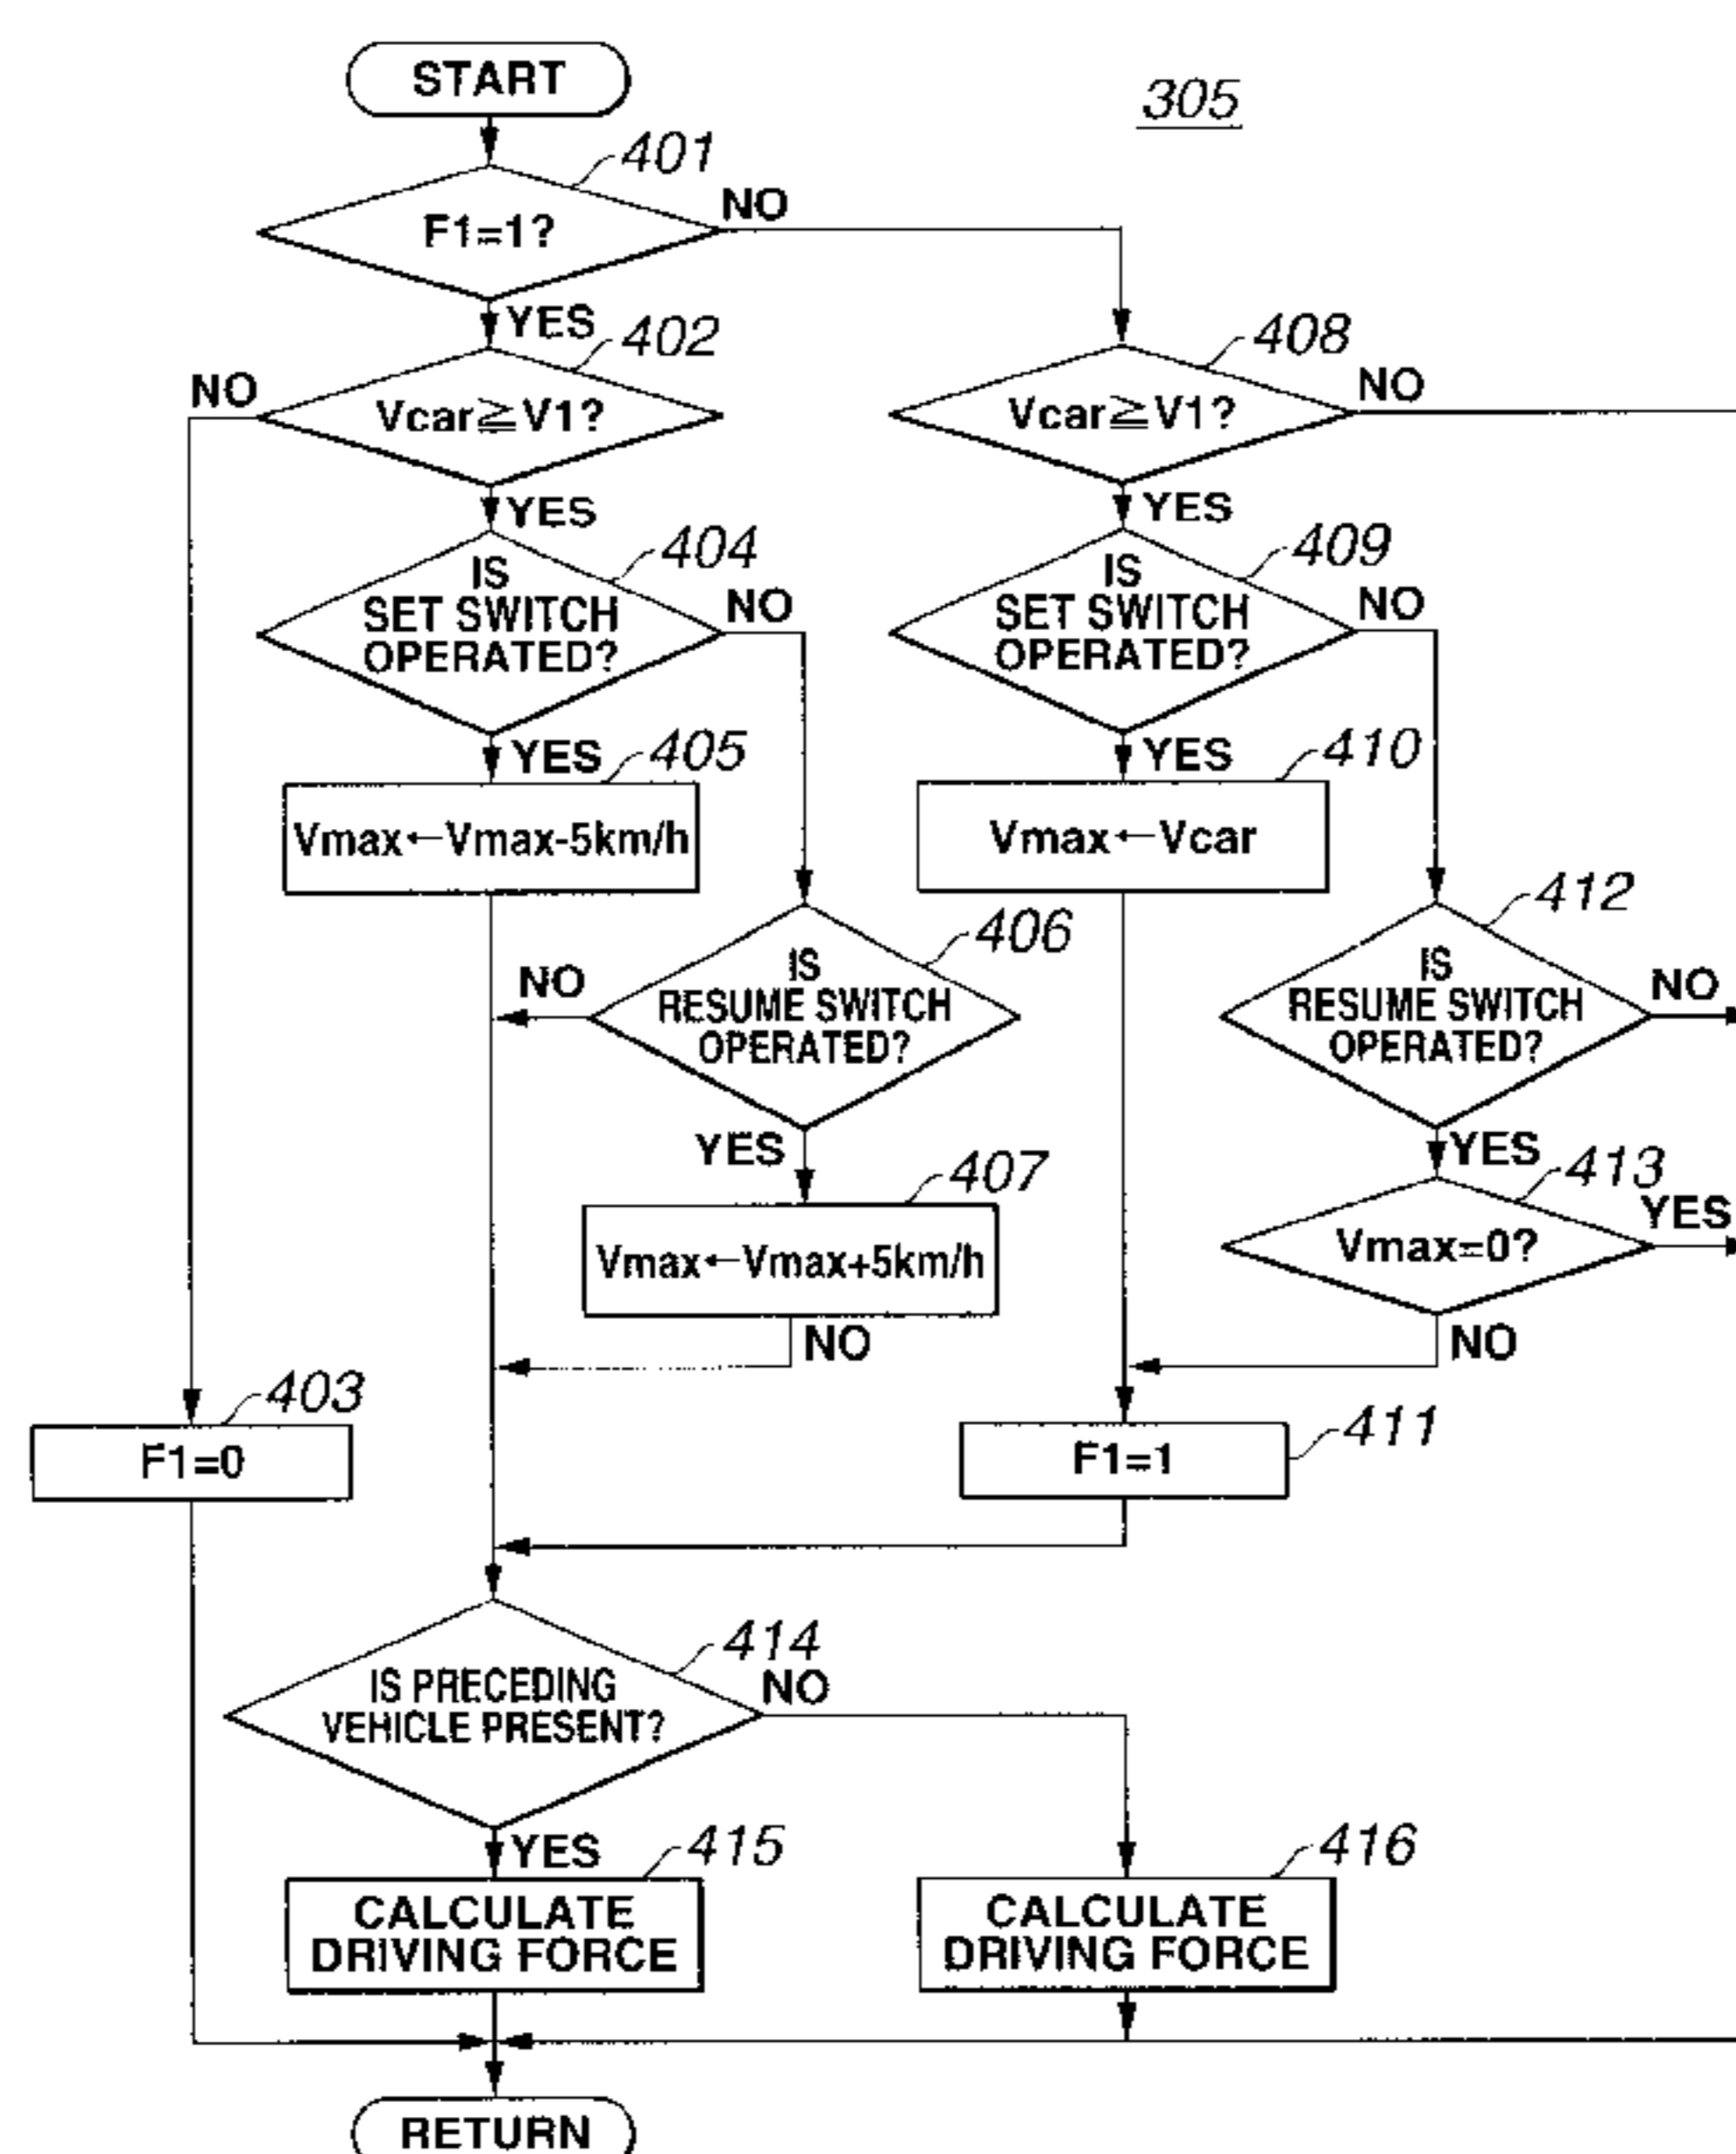 START
305
401
F1=1?
NO
YES
402
Vcar≧V1?
NO
YES
408
Vcar≧V1?
NO
YES
404
IS
SET SWITCH
OPERATED?
NO
YES
409
IS
SET SWITCH
OPERATED?
NO
YES
405
Vmax←Vmax-5km/h
410
Vmax←Vcar
406
IS
RESUME SWITCH
OPERATED?
NO
YES
412
IS
RESUME SWITCH
OPERATED?
NO
YES
407
Vmax←Vmax+5km/h
NO
413
Vmax=0?
YES
NO
403
F1=0
411
F1=1
414
IS PRECEDING
VEHICLE PRESENT?
NO
YES
415
CALCULATE
DRIVING FORCE
416
CALCULATE
DRIVING FORCE
RETURN